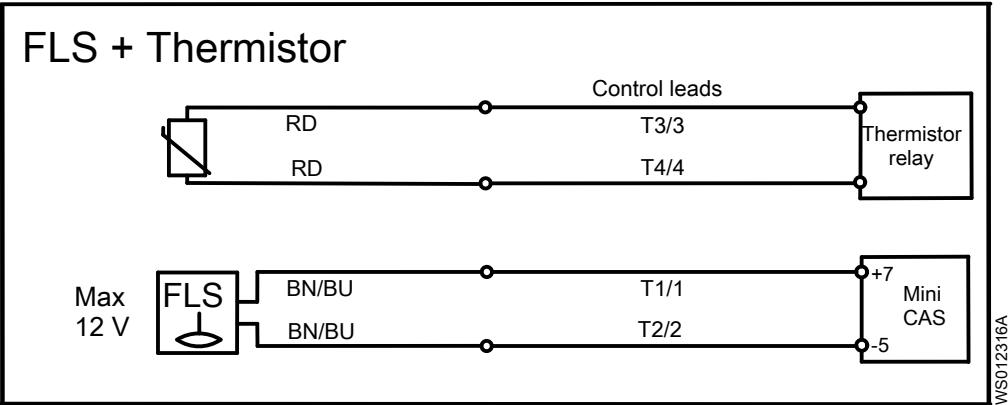 FLS + Thermistor
Control leads
RD
T3/3
Thermistor
relay
RD
T4/4
Max
12 V
FLS
BN/BU
T1/1
+7
Mini
CAS
BN/BU
T2/2
-5
WS012316A